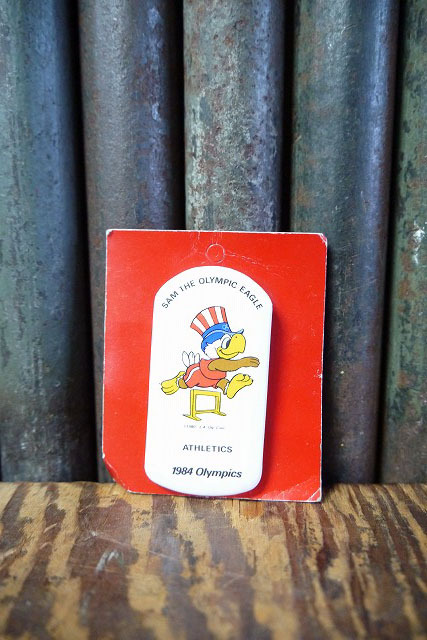 SAM THE OLYMPIC EAGLE
ATHLETICS
1984 Olympics